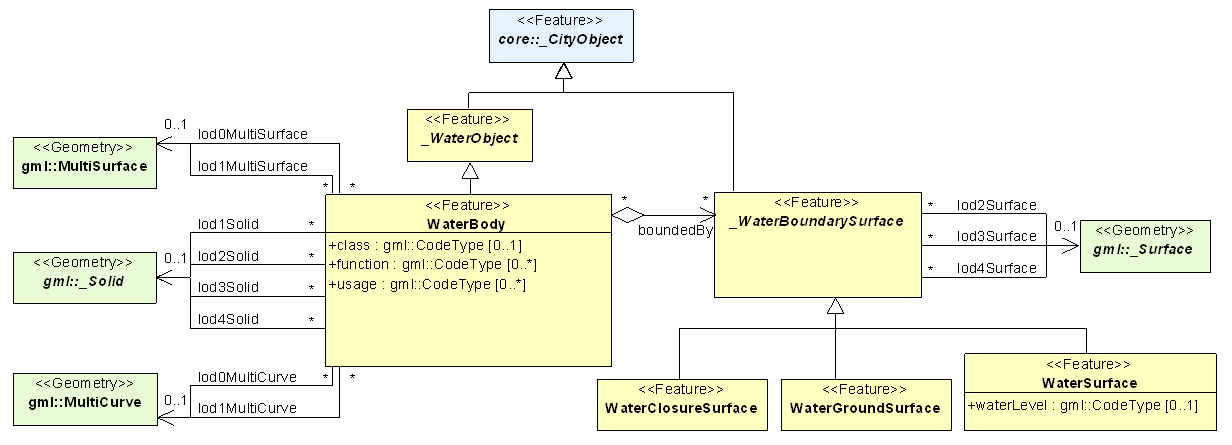 <<Feature>>
core::_CityObject
<<Feature>>
_WaterObject
<<Geometry>>
gml::MultiSurface
0..1
lod0MultiSurface
lod1MultiSurface
*
*
<<Feature>>
WaterBody
+class : gml::CodeType [0..1]
+function : gml::CodeType [0..*]
+usage : gml::CodeType [0..*]
<<Geometry>>
gml::_Solid
0..1
lod1Solid
*
lod2Solid
*
lod3Solid
*
lod4Solid
*
<<Geometry>>
gml::MultiCurve
0..1
lod0MultiCurve
lod1MultiCurve
*
*
*
*
boundedBy
<<Feature>>
_WaterBoundarySurface
*
lod2Surface
*
lod3Surface
*
lod4Surface
0..1
<<Geometry>>
gml::_Surface
<<Feature>>
WaterClosureSurface
<<Feature>>
WaterGroundSurface
<<Feature>>
WaterSurface
+waterLevel : gml::CodeType [0..1]